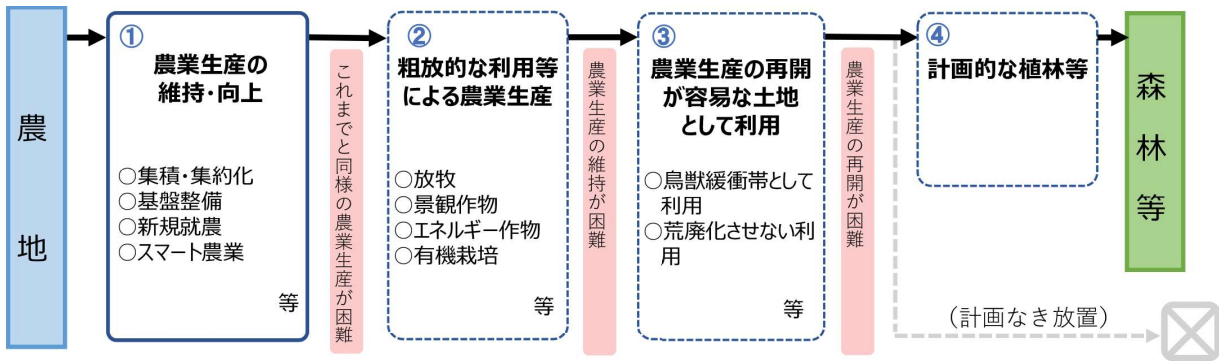 農地
①
農業生産の
維持・向上
○集積・集約化
○基盤整備
○新規就農
○スマート農業
等
これまでと同様の農業生産が困難
②
粗放的な利用等
による農業生産
○放牧
○景観作物
○エネルギー作物
○有機栽培
等
農業生産の維持が困難
③
農業生産の再開
が容易な土地
として利用
○鳥獣緩衝帯として
利用
○荒廃化させない利
用
等
農業生産の再開が困難
④
計画的な植林等
森林等
(計画なき放置)